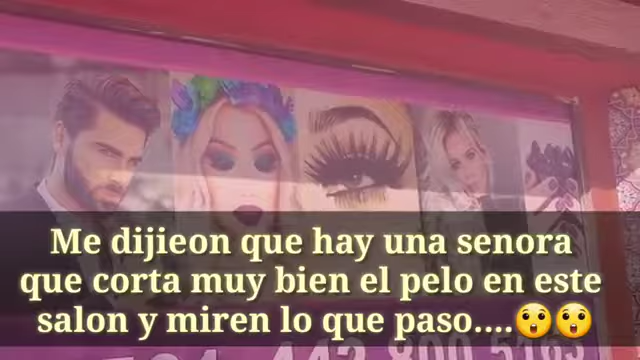 Me dijieon que hay una senora
que corta muy bien el pelo en este
salon y miren lo que paso....😲😲